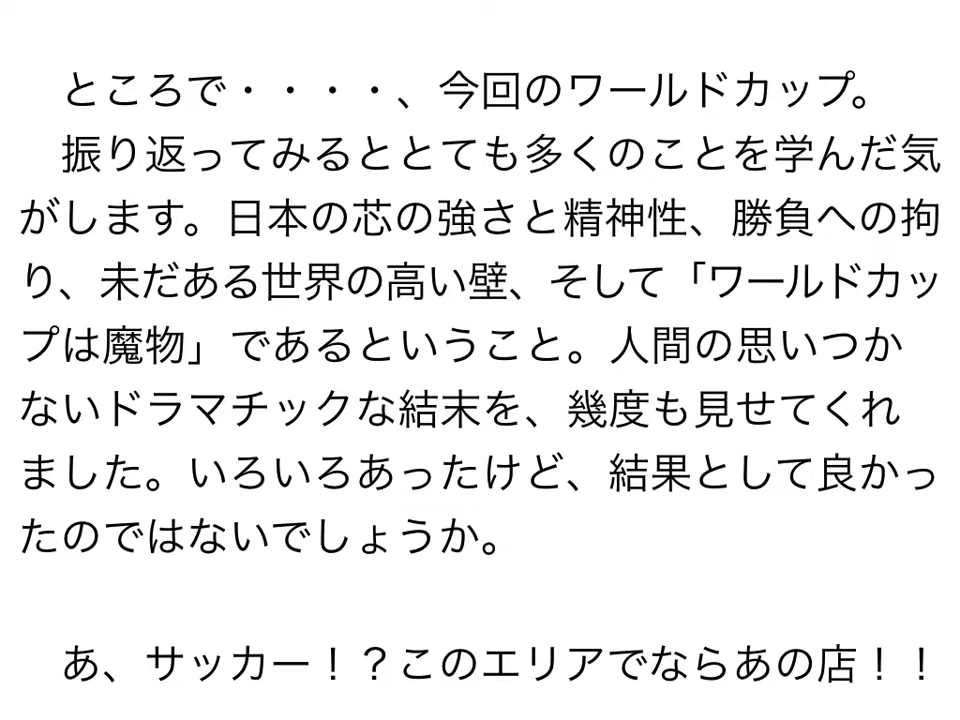 ところで・・・・、今回のワールドカップ。
振り返ってみるととても多くのことを学んだ気
がします。日本の芯の強さと精神性、勝負への拘
り、未だある世界の高い壁、そして「ワールドカッ
プは魔物」であるということ。人間の思いつか
ないドラマチックな結末を、幾度も見せてくれ
ました。いろいろあったけど、結果として良かっ
たのではないでしょうか。
あ、サッカー！？このエリアでならあの店！！